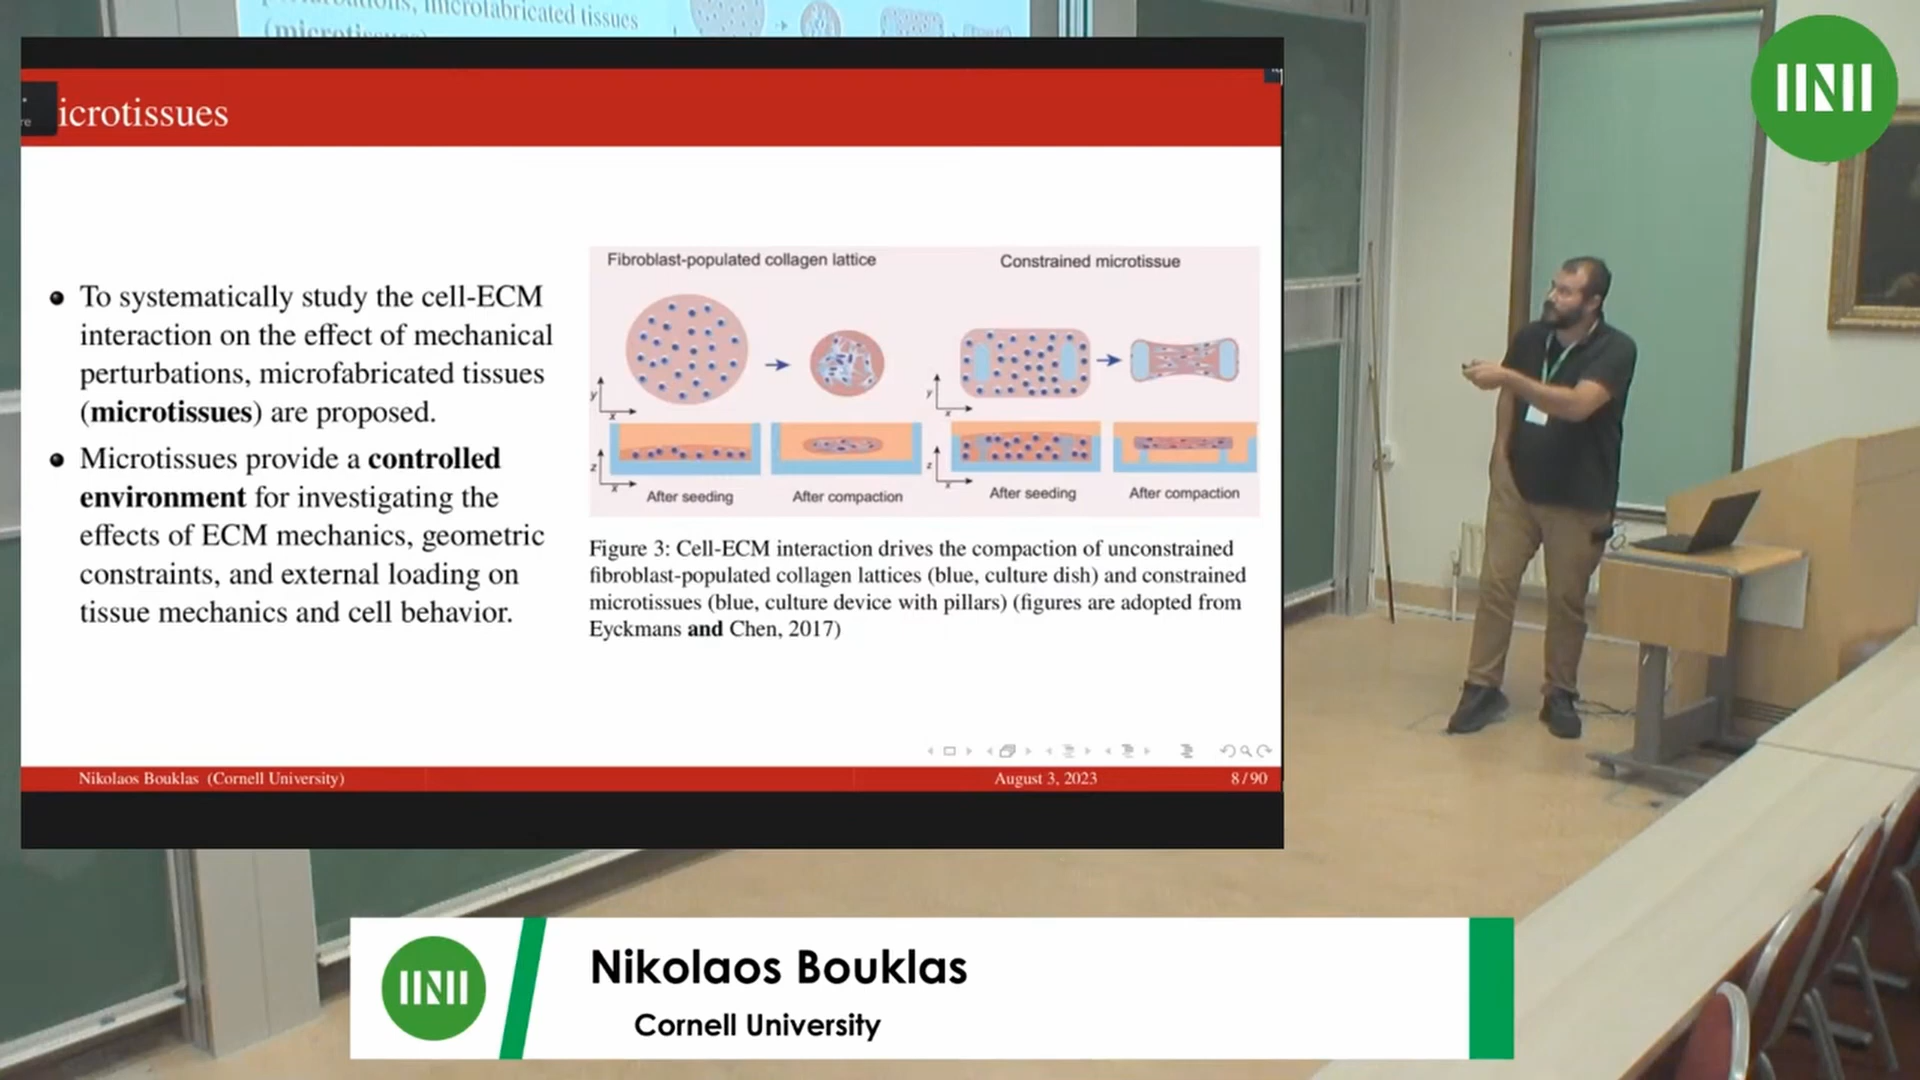 microfabricated tissues
icrotissues
To systematically study the cell-ECM
interaction on the effect of mechanical
perturbations, microfabricated tissues
(microtissues) are proposed.
Microtissues provide a controlled
environment for investigating the
effects of ECM mechanics, geometric
constraints, and external loading on
tissue mechanics and cell behavior.
Fibroblast-populated collagen lattice
Constrained microtissue
y
x
y
x
z
x
z
x
After seeding
After compaction
After seeding
After compaction
Figure 3: Cell-ECM interaction drives the compaction of unconstrained
fibroblast-populated collagen lattices (blue, culture dish) and constrained
microtissues (blue, culture device with pillars) (figures are adopted from
Eyckmans and Chen, 2017)
Nikolaos Bouklas (Cornell University)
August 3, 2023
8/90
Nikolaos Bouklas
Cornell University